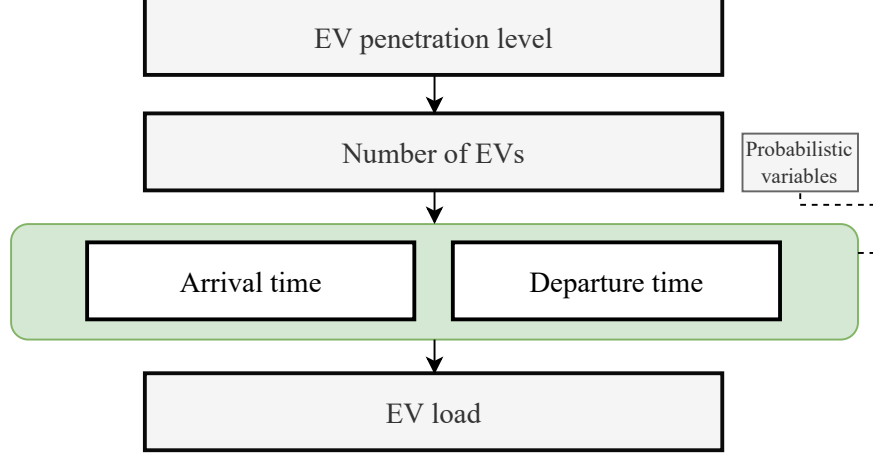 EV penetration level
Number of EVs
Probabilistic
variables
Arrival time
Departure time
EV load